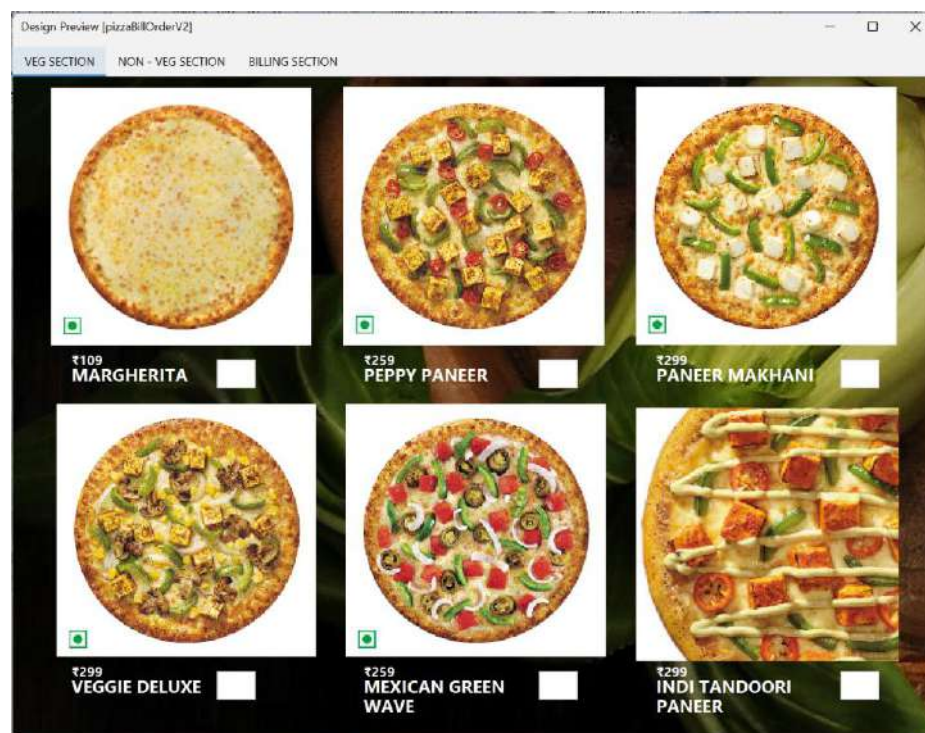 Design Preview [pizzaBillOrderV2]
VEG SECTION NON - VEG SECTION BILLING SECTION
₹109
MARGHERITA
₹259
PEPPY PANEER
₹299
PANEER MAKHANI
₹299
VEGGIE DELUXE
₹259
MEXICAN GREEN
WAVE
₹299
INDI TANDOORI
PANEER